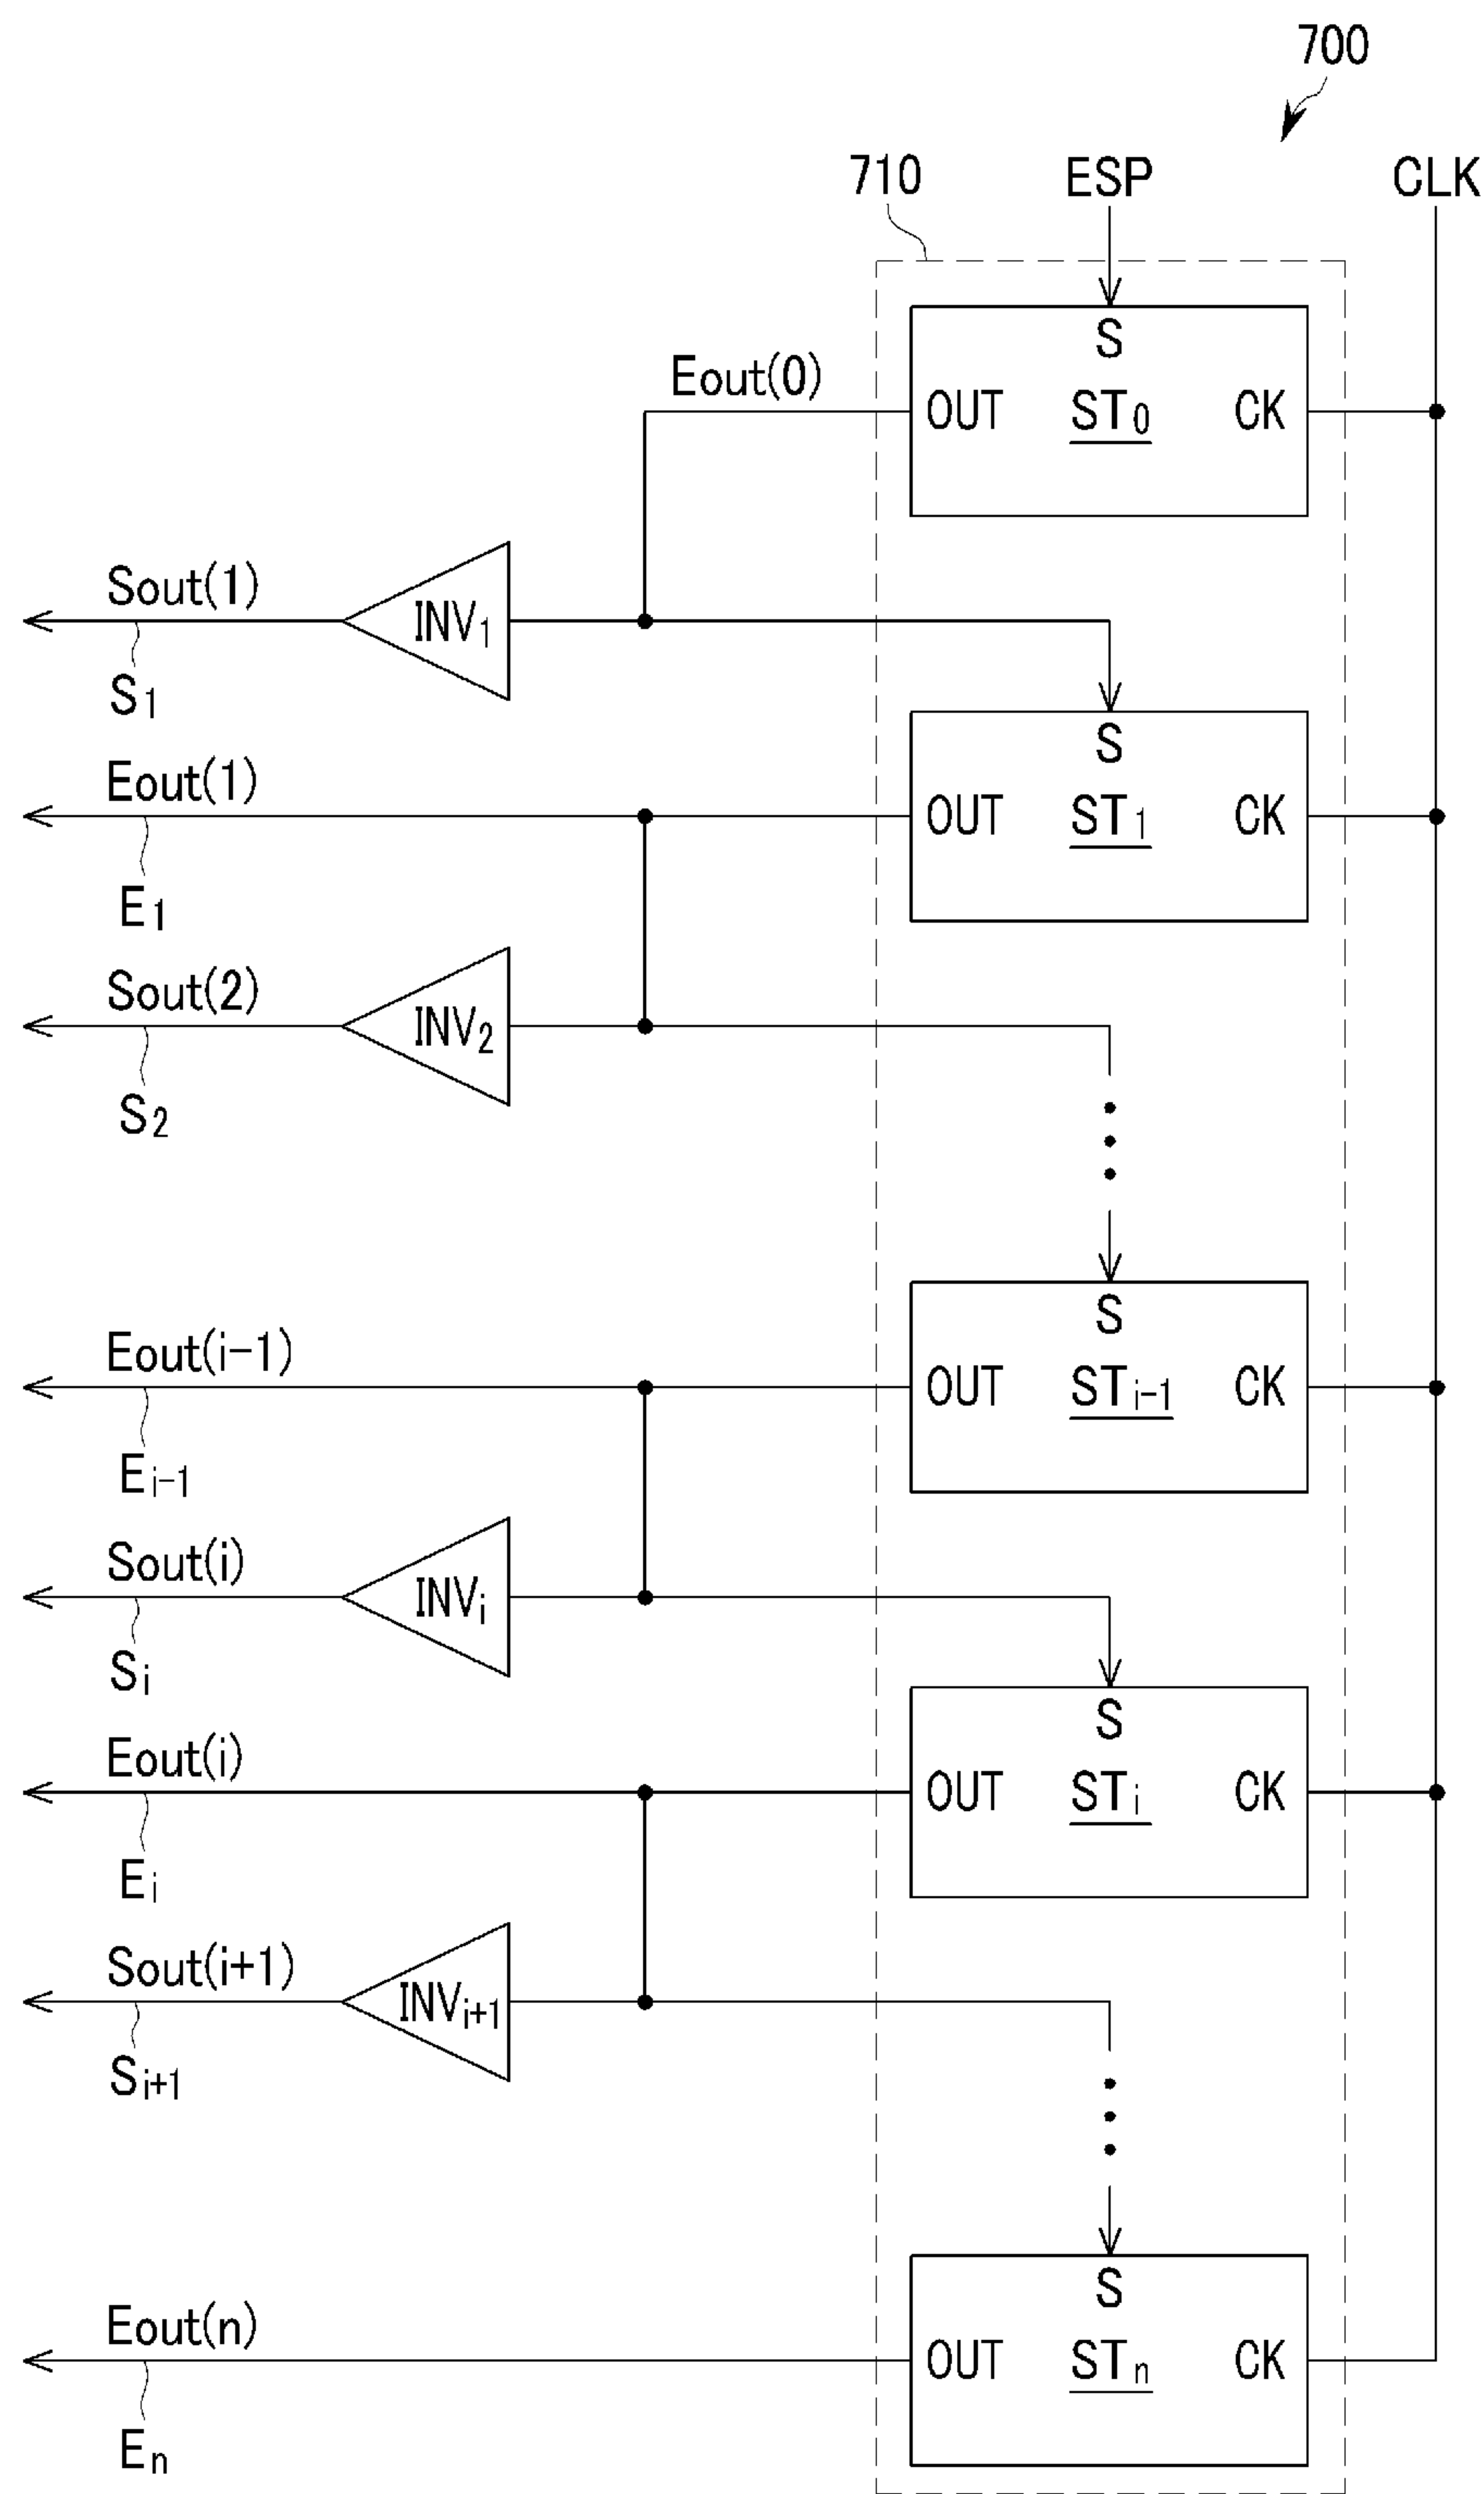 700
710 ESP CLK
S
Eout(0) OUT ST0 CK
Sout(1) INV1
S1
S
Eout(1) OUT ST1 CK
E1
Sout(2) INV2
S2
S
Eout(i-1) OUT STi-1 CK
Ei-1
Sout(i) INVi
Si
S
Eout(i) OUT STi CK
Ei
Sout(i+1) INVi+1
Si+1
S
Eout(n) OUT STn CK
En